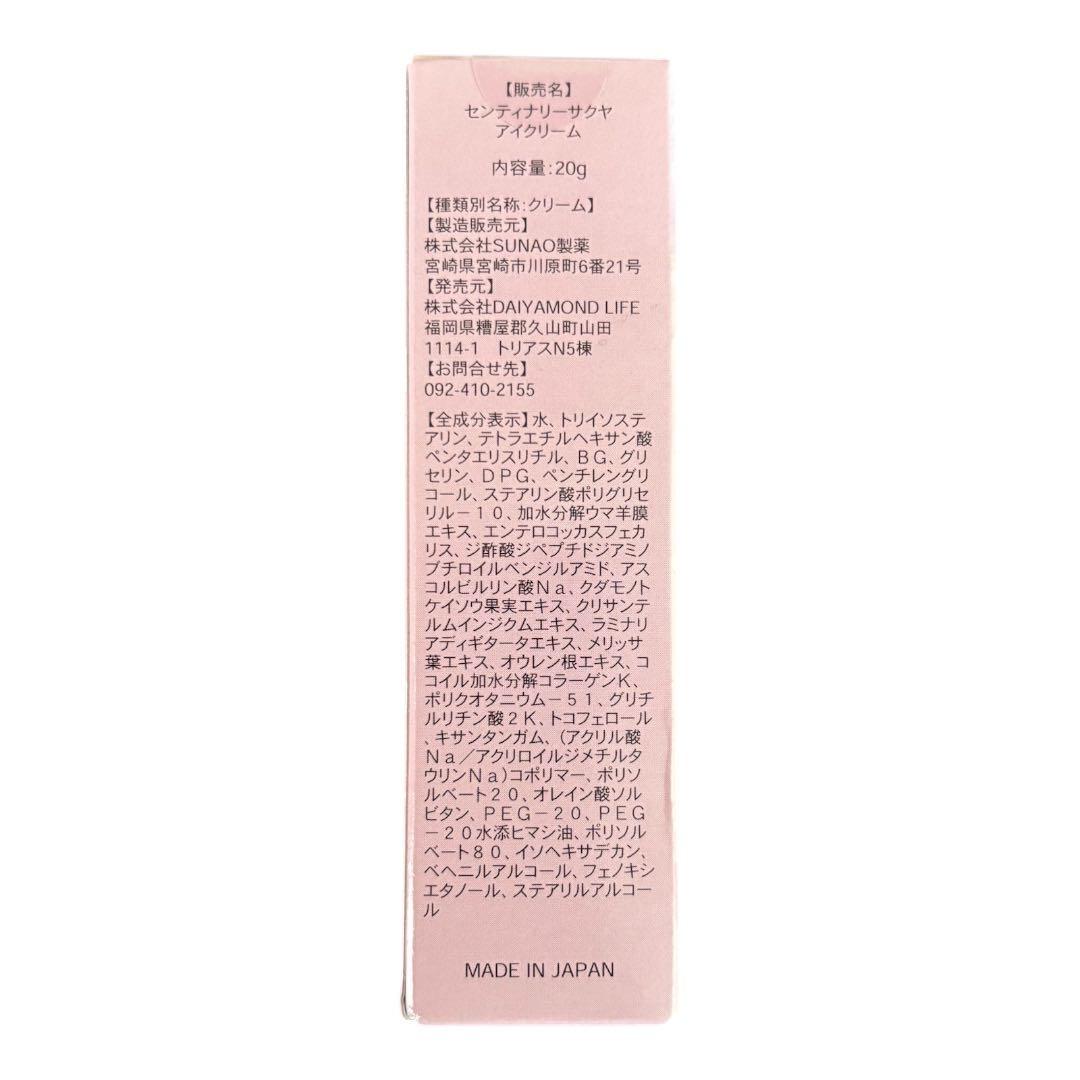 【販売名】
センティナリーサクヤ
アイクリーム
内容量:20g
【種類別名称:クリーム】
【製造販売元】
株式会社SUNAO製薬
宮崎県宮崎市川原町6番21号
【発売元】
株式会社DAIYAMOND LIFE
福岡県糟屋郡久山町山田
1114-1　トリアスN5棟
【お問合せ先】
092-410-2155
【全成分表示】水、トリイソステ
アリン、テトラエチルヘキサン酸
ペンタエリスリチル、ＢＧ、グリ
セリン、ＤＰＧ、ペンチレングリ
コール、ステアリン酸ポリグリセ
リル－１０、加水分解ウマ羊膜
エキス、エンテロコッカスフェカ
リス、ジ酢酸ジペプチドジアミノ
ブチロイルベンジルアミド、アス
コルビルリン酸Ｎａ、クダモノト
ケイソウ果実エキス、クリサンテ
ルムインジクムエキス、ラミナリ
アディギタータエキス、メリッサ
葉エキス、オウレン根エキス、コ
コイル加水分解コラーゲンＫ、
ポリクオタニウム－５１、グリチ
ルリチン酸２Ｋ、トコフェロール
、キサンタンガム、（アクリル酸
Ｎａ／アクリロイルジメチルタ
ウリンＮａ）コポリマー、ポリソ
ルベート２０、オレイン酸ソル
ビタン、ＰＥＧ－２０、ＰＥＧ
－２０水添ヒマシ油、ポリソル
ベート８０、イソヘキサデカン、
ベヘニルアルコール、フェノキシ
エタノール、ステアリルアルコー
ル
MADE IN JAPAN